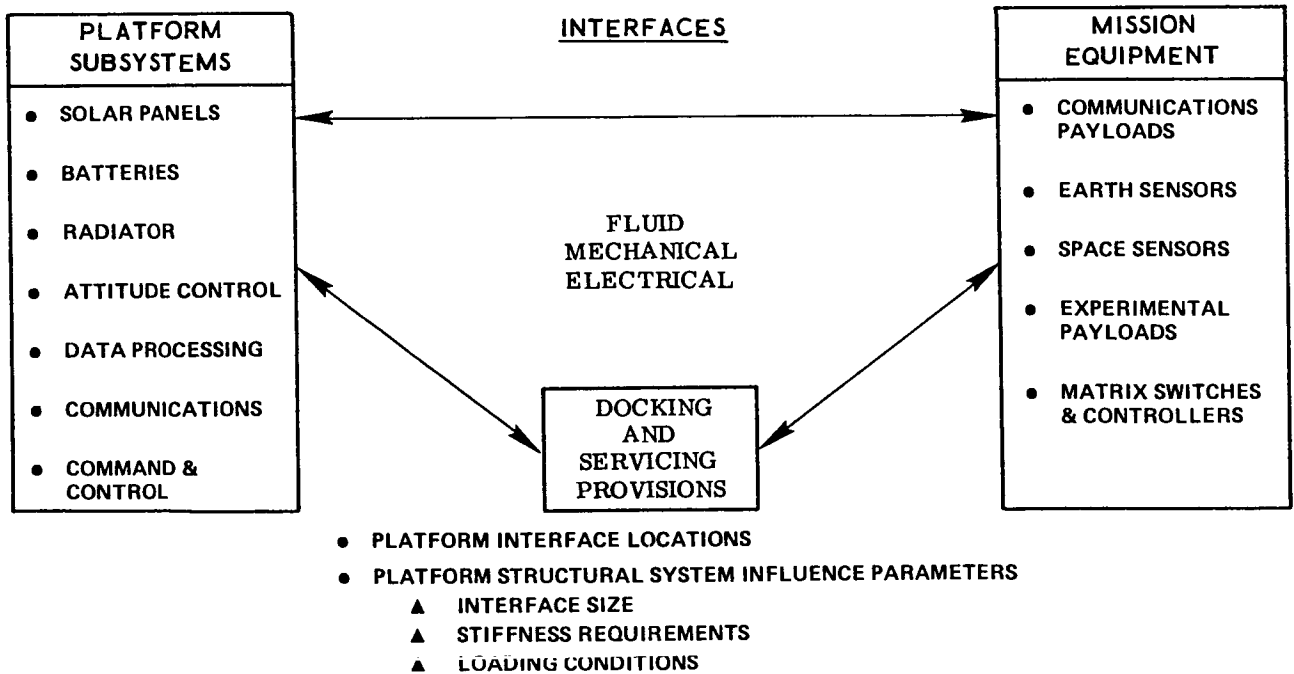 PLATFORM
SUBSYSTEMS
● SOLAR PANELS
● BATTERIES
● RADIATOR
● ATTITUDE CONTROL
● DATA PROCESSING
● COMMUNICATIONS
● COMMAND &
CONTROL
INTERFACES
FLUID
MECHANICAL
ELECTRICAL
MISSION
EQUIPMENT
● COMMUNICATIONS
PAYLOADS
● EARTH SENSORS
● SPACE SENSORS
● EXPERIMENTAL
PAYLOADS
● MATRIX SWITCHES
& CONTROLLERS
DOCKING
AND
SERVICING
PROVISIONS
● PLATFORM INTERFACE LOCATIONS
● PLATFORM STRUCTURAL SYSTEM INFLUENCE PARAMETERS
▲ INTERFACE SIZE
▲ STIFFNESS REQUIREMENTS
▲ LOADING CONDITIONS